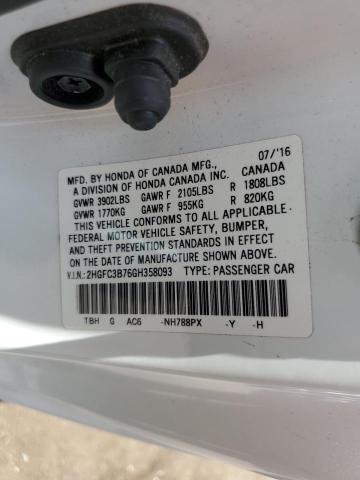 MFD. BY HONDA OF CANADA MFG., 07/'16
A DIVISION OF HONDA CANADA INC. CANADA
GVWR 3902LBS GAWR F 2105LBS R 1808LBS
GVWR 1770KG GAWR F 955KG R 820KG
THIS VEHICLE CONFORMS TO ALL APPLICABLE
FEDERAL MOTOR VEHICLE SAFETY, BUMPER,
AND THEFT PREVENTION STANDARDS IN EFFECT
ON THE DATE OF MANUFACTURE SHOWN ABOVE.
V.I.N.: 2HGFC3B76GH358093 TYPE: PASSENGER CAR
TBH G AC6 -NH788PX -Y -H